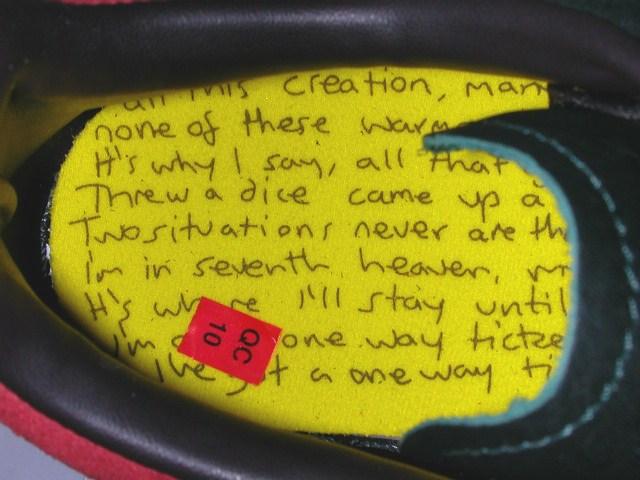 all this creation, man
none of these warm
It's why I say, all that
Threw a dice came up a
Two situations never are the
I'm in seventh heaven,
It's where I'll stay until
I'm one way ticke
I've got a one way ti
QC
10